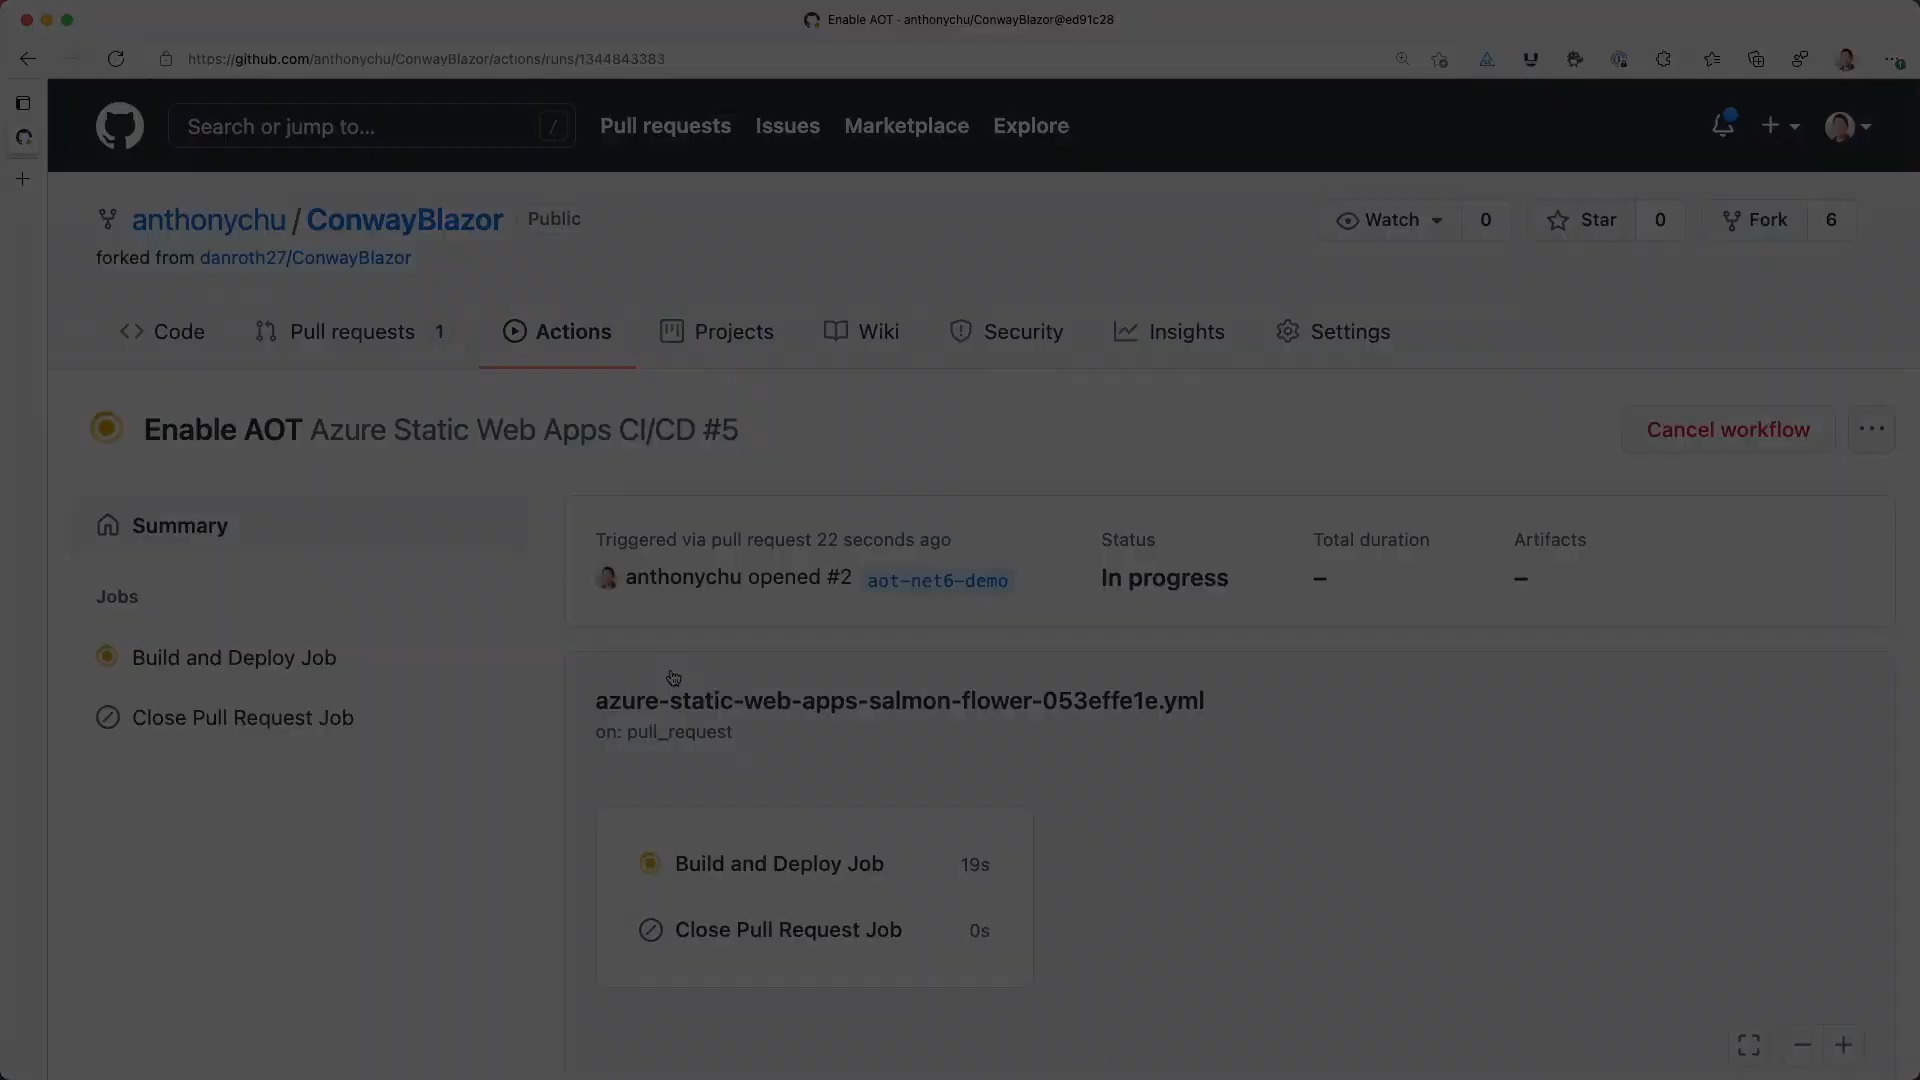 Enable AOT · anthonychu/ConwayBlazor@ed91c28
https://github.com/anthonychu/ConwayBlazor/actions/runs/1344843383
Search or jump to... /
Pull requests Issues Marketplace Explore
anthonychu / ConwayBlazor Public
Watch 0 Star 0 Fork 6
forked from danroth27/ConwayBlazor
Code Pull requests 1 Actions Projects Wiki Security Insights Settings
Enable AOT Azure Static Web Apps CI/CD #5
Cancel workflow
Summary
Jobs
Build and Deploy Job
Close Pull Request Job
Triggered via pull request 22 seconds ago
anthonychu opened #2 aot-net6-demo
Status
In progress
Total duration
–
Artifacts
–
azure-static-web-apps-salmon-flower-053effe1e.yml
on: pull_request
Build and Deploy Job 19s
Close Pull Request Job 0s